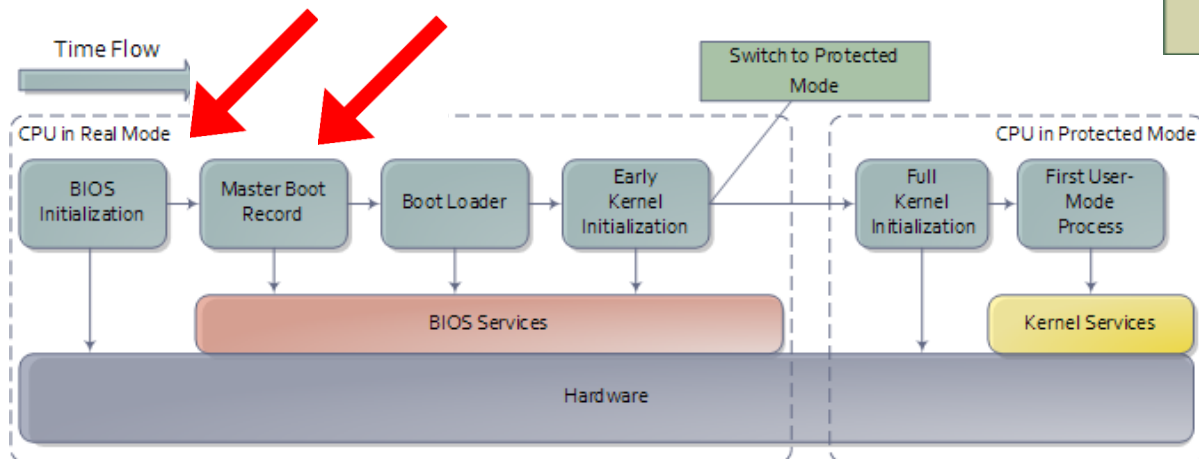 Time Flow
Switch to Protected
Mode
CPU in Real Mode
CPU in Protected Mode
BIOS
Initialization
Master Boot
Record
Boot Loader
Early
Kernel
Initialization
Full
Kernel
Initialization
First User-
Mode
Process
BIOS Services
Kernel Services
Hardware